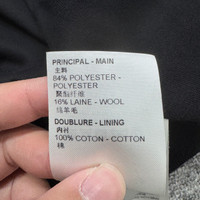 PRINCIPAL - MAIN
主料
84% POLYESTER -
POLYESTER
聚酯纤维
16% LAINE - WOOL
绵羊毛
DOUBLURE - LINING
内衬
100% COTON - COTTON
棉